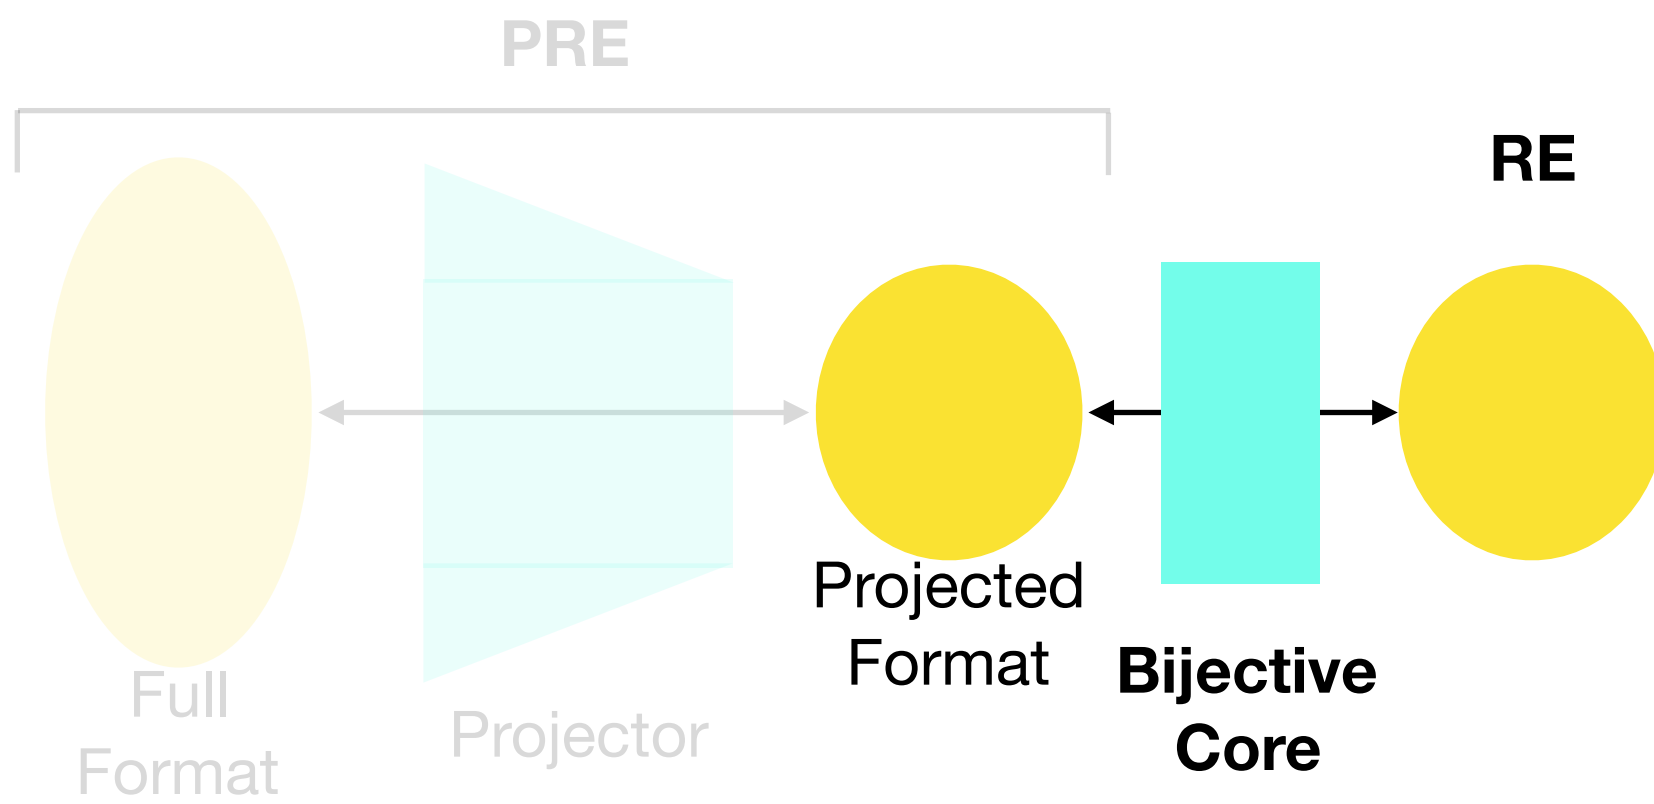 PRE
RE
Full
Format
Projector
Projected
Format
Bijective
Core